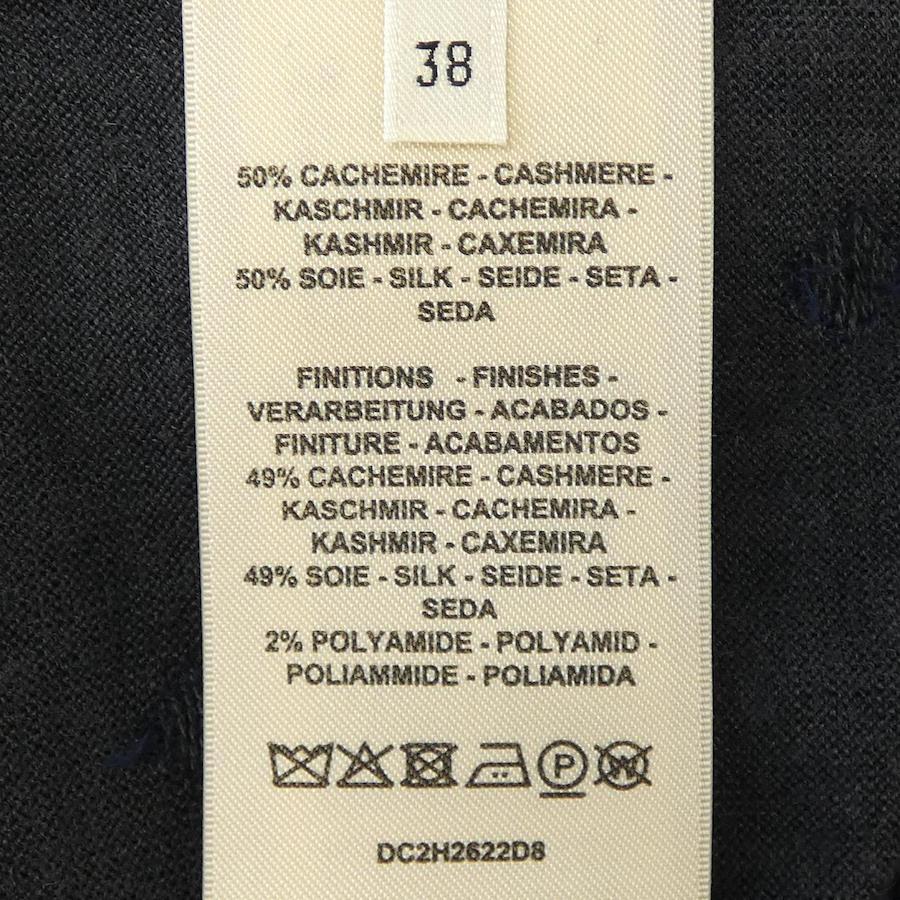 38
50% CACHEMIRE - CASHMERE -
KASCHMIR - CACHEMIRA -
KASHMIR - CAXEMIRA
50% SOIE - SILK - SEIDE - SETA -
SEDA
FINITIONS - FINISHES -
VERARBEITUNG - ACABADOS -
FINITURE - ACABAMENTOS
49% CACHEMIRE - CASHMERE -
KASCHMIR - CACHEMIRA -
KASHMIR - CAXEMIRA
49% SOIE - SILK - SEIDE - SETA -
SEDA
2% POLYAMIDE - POLYAMID -
POLIAMMIDE - POLIAMIDA
P W
DC2H2622D8